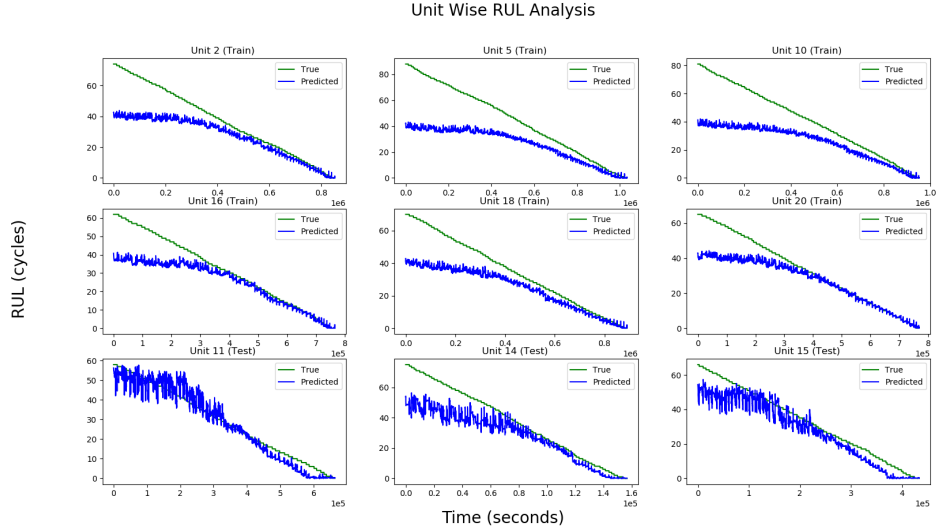 Unit Wise RUL Analysis
Unit 2 (Train)
Unit 5 (Train)
Unit 10 (Train)
True
Predicted
True
Predicted
True
Predicted
60
40
20
0
80
60
40
20
0
80
60
40
20
0
0.0 0.2 0.4 0.6 0.8
1e6
0.0 0.2 0.4 0.6 0.8 1.0
1e6
0.0 0.2 0.4 0.6 0.8 1.0
1e6
Unit 16 (Train)
Unit 18 (Train)
Unit 20 (Train)
True
Predicted
True
Predicted
True
Predicted
60
50
40
30
20
10
0
60
40
20
0
60
50
40
30
20
10
0
0 1 2 3 4 5 6 7 8
1e5
0.0 0.2 0.4 0.6 0.8
1e6
0 1 2 3 4 5 6 7 8
1e5
RUL (cycles)
Unit 11 (Test)
Unit 14 (Test)
Unit 15 (Test)
True
Predicted
True
Predicted
True
Predicted
60
50
40
30
20
10
0
60
40
20
0
60
40
20
0
0 1 2 3 4 5 6
1e5
0.0 0.2 0.4 0.6 0.8 1.0 1.2 1.4 1.6
1e5
0 1 2 3 4
1e5
Time (seconds)